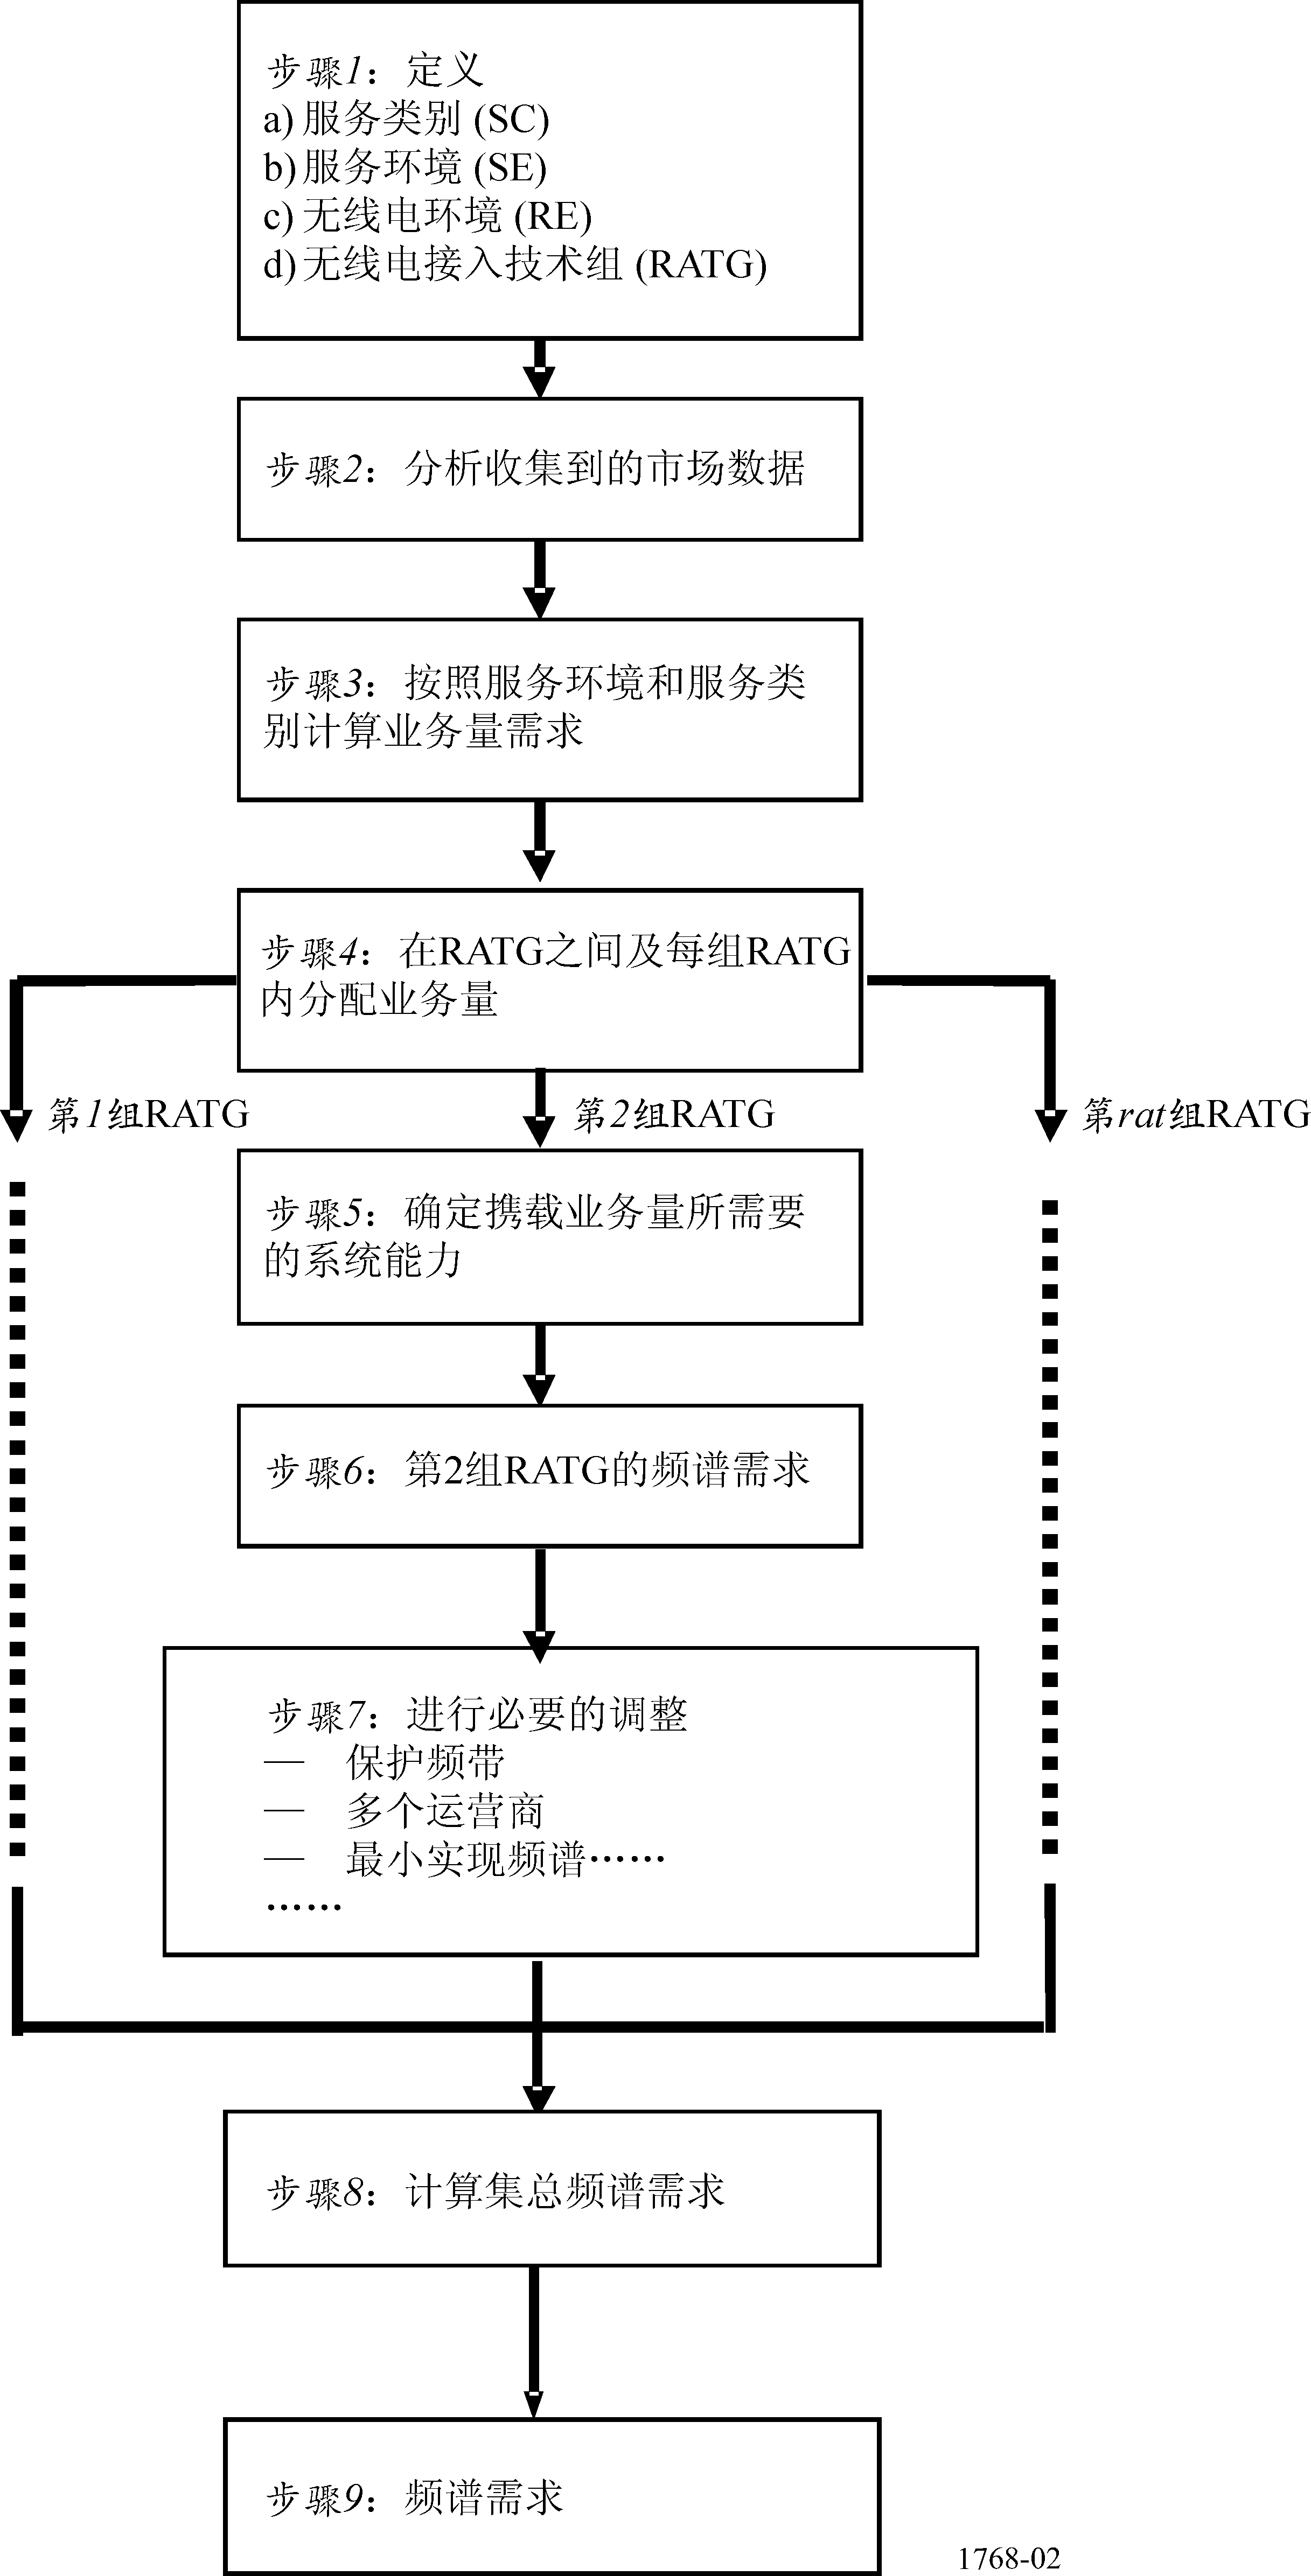 步骤1：定义
a) 服务类别 (SC)
b) 服务环境 (SE)
c) 无线电环境 (RE)
d) 无线电接入技术组 (RATG)
步骤2：分析收集到的市场数据
步骤3：按照服务环境和服务类
别计算业务量需求
步骤4：在RATG之间及每组RATG
内分配业务量
第1组RATG
第2组RATG
第rat组RATG
步骤5：确定携载业务量所需要
的系统能力
步骤6：第2组RATG的频谱需求
步骤7：进行必要的调整
— 保护频带
— 多个运营商
— 最小实现频谱……
……
步骤8：计算集总频谱需求
步骤9：频谱需求
1768-02